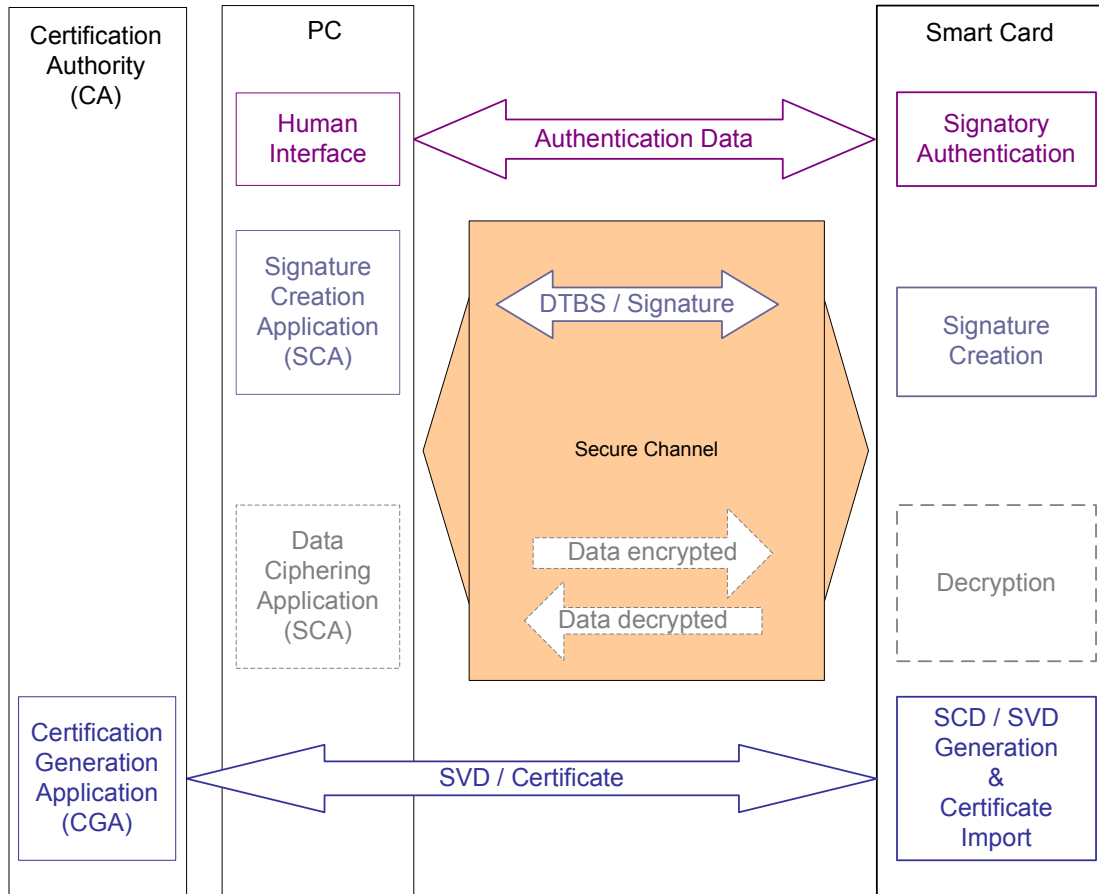 Certification
Authority
(CA)
PC
Smart Card
Human
Interface
Authentication Data
Signatory
Authentication
Signature
Creation
Application
(SCA)
DTBS / Signature
Signature
Creation
Secure Channel
Data
Ciphering
Application
(SCA)
Data encrypted
Data decrypted
Decryption
Certification
Generation
Application
(CGA)
SVD / Certificate
SCD / SVD
Generation
&
Certificate
Import